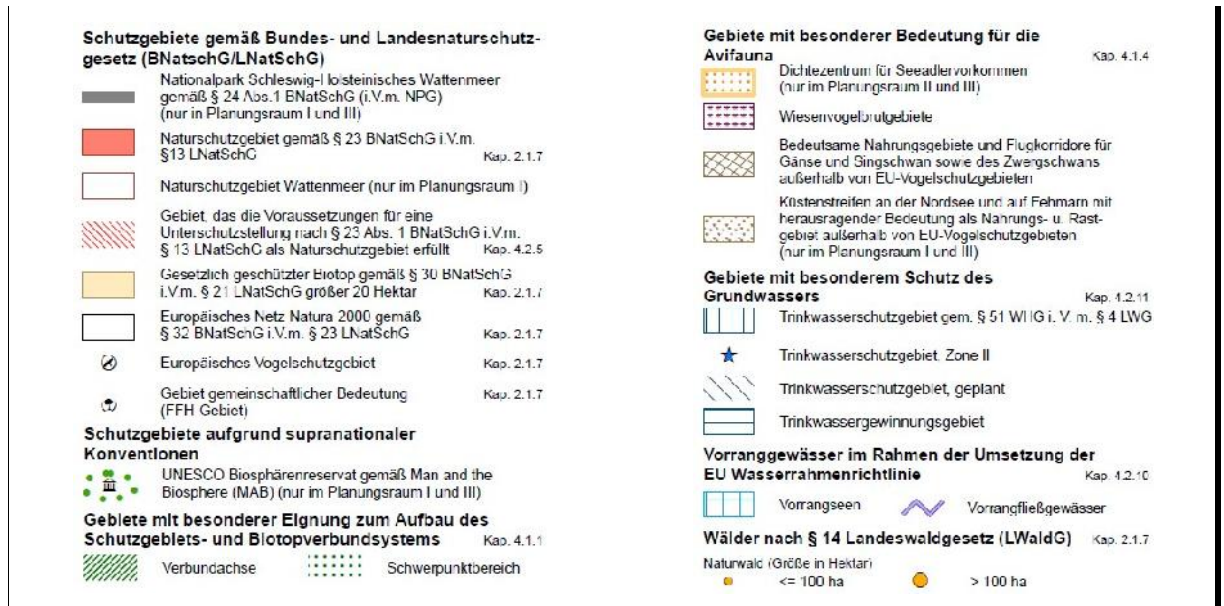 Schutzgebiete gemäß Bundes- und Landesnaturschutz-
gesetz (BNatschG/LNatSchG)
Nationalpark Schleswig-Holsteinisches Wattenmeer
gemäß § 24 Abs.1 BNatSchG (i.V.m. NPG)
(nur in Planungsraum I und III)
Naturschutzgebiet gemäß § 23 BNatSchG i.V.m.
§13 LNatSchG Kap. 2.1.7
Naturschutzgebiet Wattenmeer (nur im Planungsraum I)
Gebiet, das die Voraussetzungen für eine
Unterschutzstellung nach § 23 Abs. 1 BNatSchG i.V.m.
§ 13 LNatSchG als Naturschutzgebiet erfüllt Kap. 4.2.5
Gesetzlich geschützter Biotop gemäß § 30 BNatSchG
i.V.m. § 21 LNatSchG größer 20 Hektar Kap. 2.1.7
Europäisches Netz Natura 2000 gemäß
§ 32 BNatSchG i.V.m. § 23 LNatSchG Kap. 2.1.7
Europäisches Vogelschutzgebiet Kap. 2.1.7
Gebiet gemeinschaftlicher Bedeutung Kap. 2.1.7
(FFH Gebiet)
Schutzgebiete aufgrund supranationaler
Konventionen
UNESCO Biosphärenreservat gemäß Man and the
Biosphere (MAB) (nur im Planungsraum I und III)
Gebiete mit besonderer Eignung zum Aufbau des
Schutzgebiets- und Biotopverbundsystems Kap. 4.1.1
Verbundachse Schwerpunktbereich
Gebiete mit besonderer Bedeutung für die
Avifauna Kap. 4.1.4
Dichtezentrum für Seeadlervorkommen
(nur im Planungsraum II und III)
Wiesenvogelbrutgebiete
Bedeutsame Nahrungsgebiete und Flugkorridore für
Gänse und Singschwan sowie des Zwergschwans
außerhalb von EU-Vogelschutzgebieten
Küstenstreifen an der Nordsee und auf Fehmarn mit
herausragender Bedeutung als Nahrungs- u. Rast-
gebiet außerhalb von EU-Vogelschutzgebieten
(nur im Planungsraum I und III)
Gebiete mit besonderem Schutz des
Grundwassers Kap. 4.2.11
Trinkwasserschutzgebiet gem. § 51 WHG i. V. m. § 4 LWG
Trinkwasserschutzgebiet, Zone II
Trinkwasserschutzgebiet, geplant
Trinkwassergewinnungsgebiet
Vorranggewässer im Rahmen der Umsetzung der
EU Wasserrahmenrichtlinie Kap. 4.2.10
Vorrangseen Vorrangfließgewässer
Wälder nach § 14 Landeswaldgesetz (LWaldG) Kap. 2.1.7
Naturwald (Größe in Hektar)
<= 100 ha > 100 ha